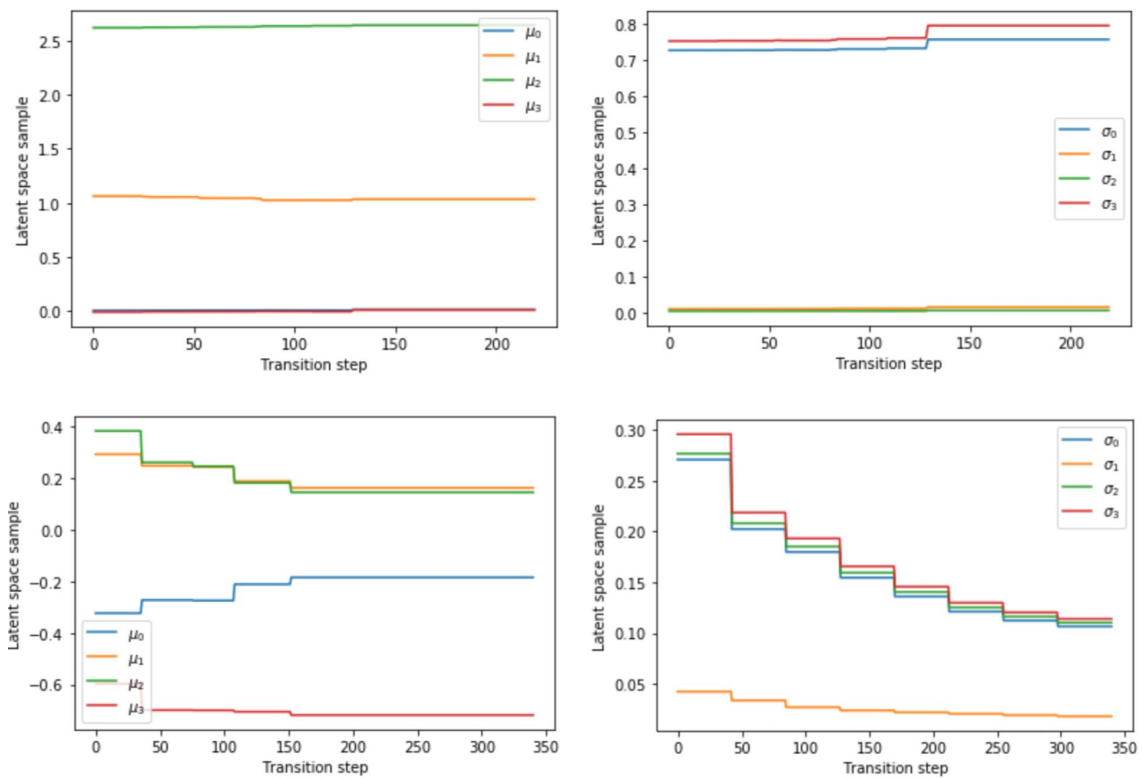 Latent space sample
2.5
2.0
1.5
1.0
0.5
0.0
μ0
μ1
μ2
μ3
0 50 100 150 200
Transition step
Latent space sample
0.8
0.7
0.6
0.5
0.4
0.3
0.2
0.1
0.0
σ0
σ1
σ2
σ3
0 50 100 150 200
Transition step
Latent space sample
0.4
0.2
0.0
−0.2
−0.4
−0.6
μ0
μ1
μ2
μ3
0 50 100 150 200 250 300 350
Transition step
Latent space sample
0.30
0.25
0.20
0.15
0.10
0.05
σ0
σ1
σ2
σ3
0 50 100 150 200 250 300 350
Transition step